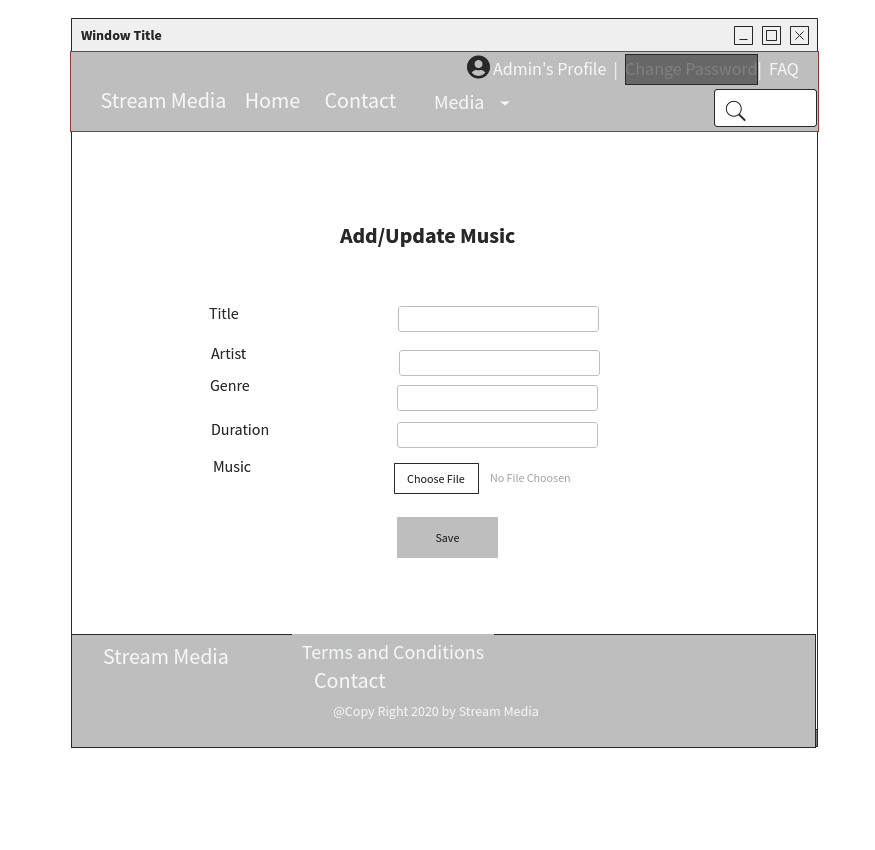 Window Title
Admin's Profile | Change Password| FAQ
Stream Media Home Contact Media
Add/Update Music
Title
Artist
Genre
Duration
Music Choose File No File Choosen
Save
Stream Media Terms and Conditions
Contact
@Copy Right 2020 by Stream Media